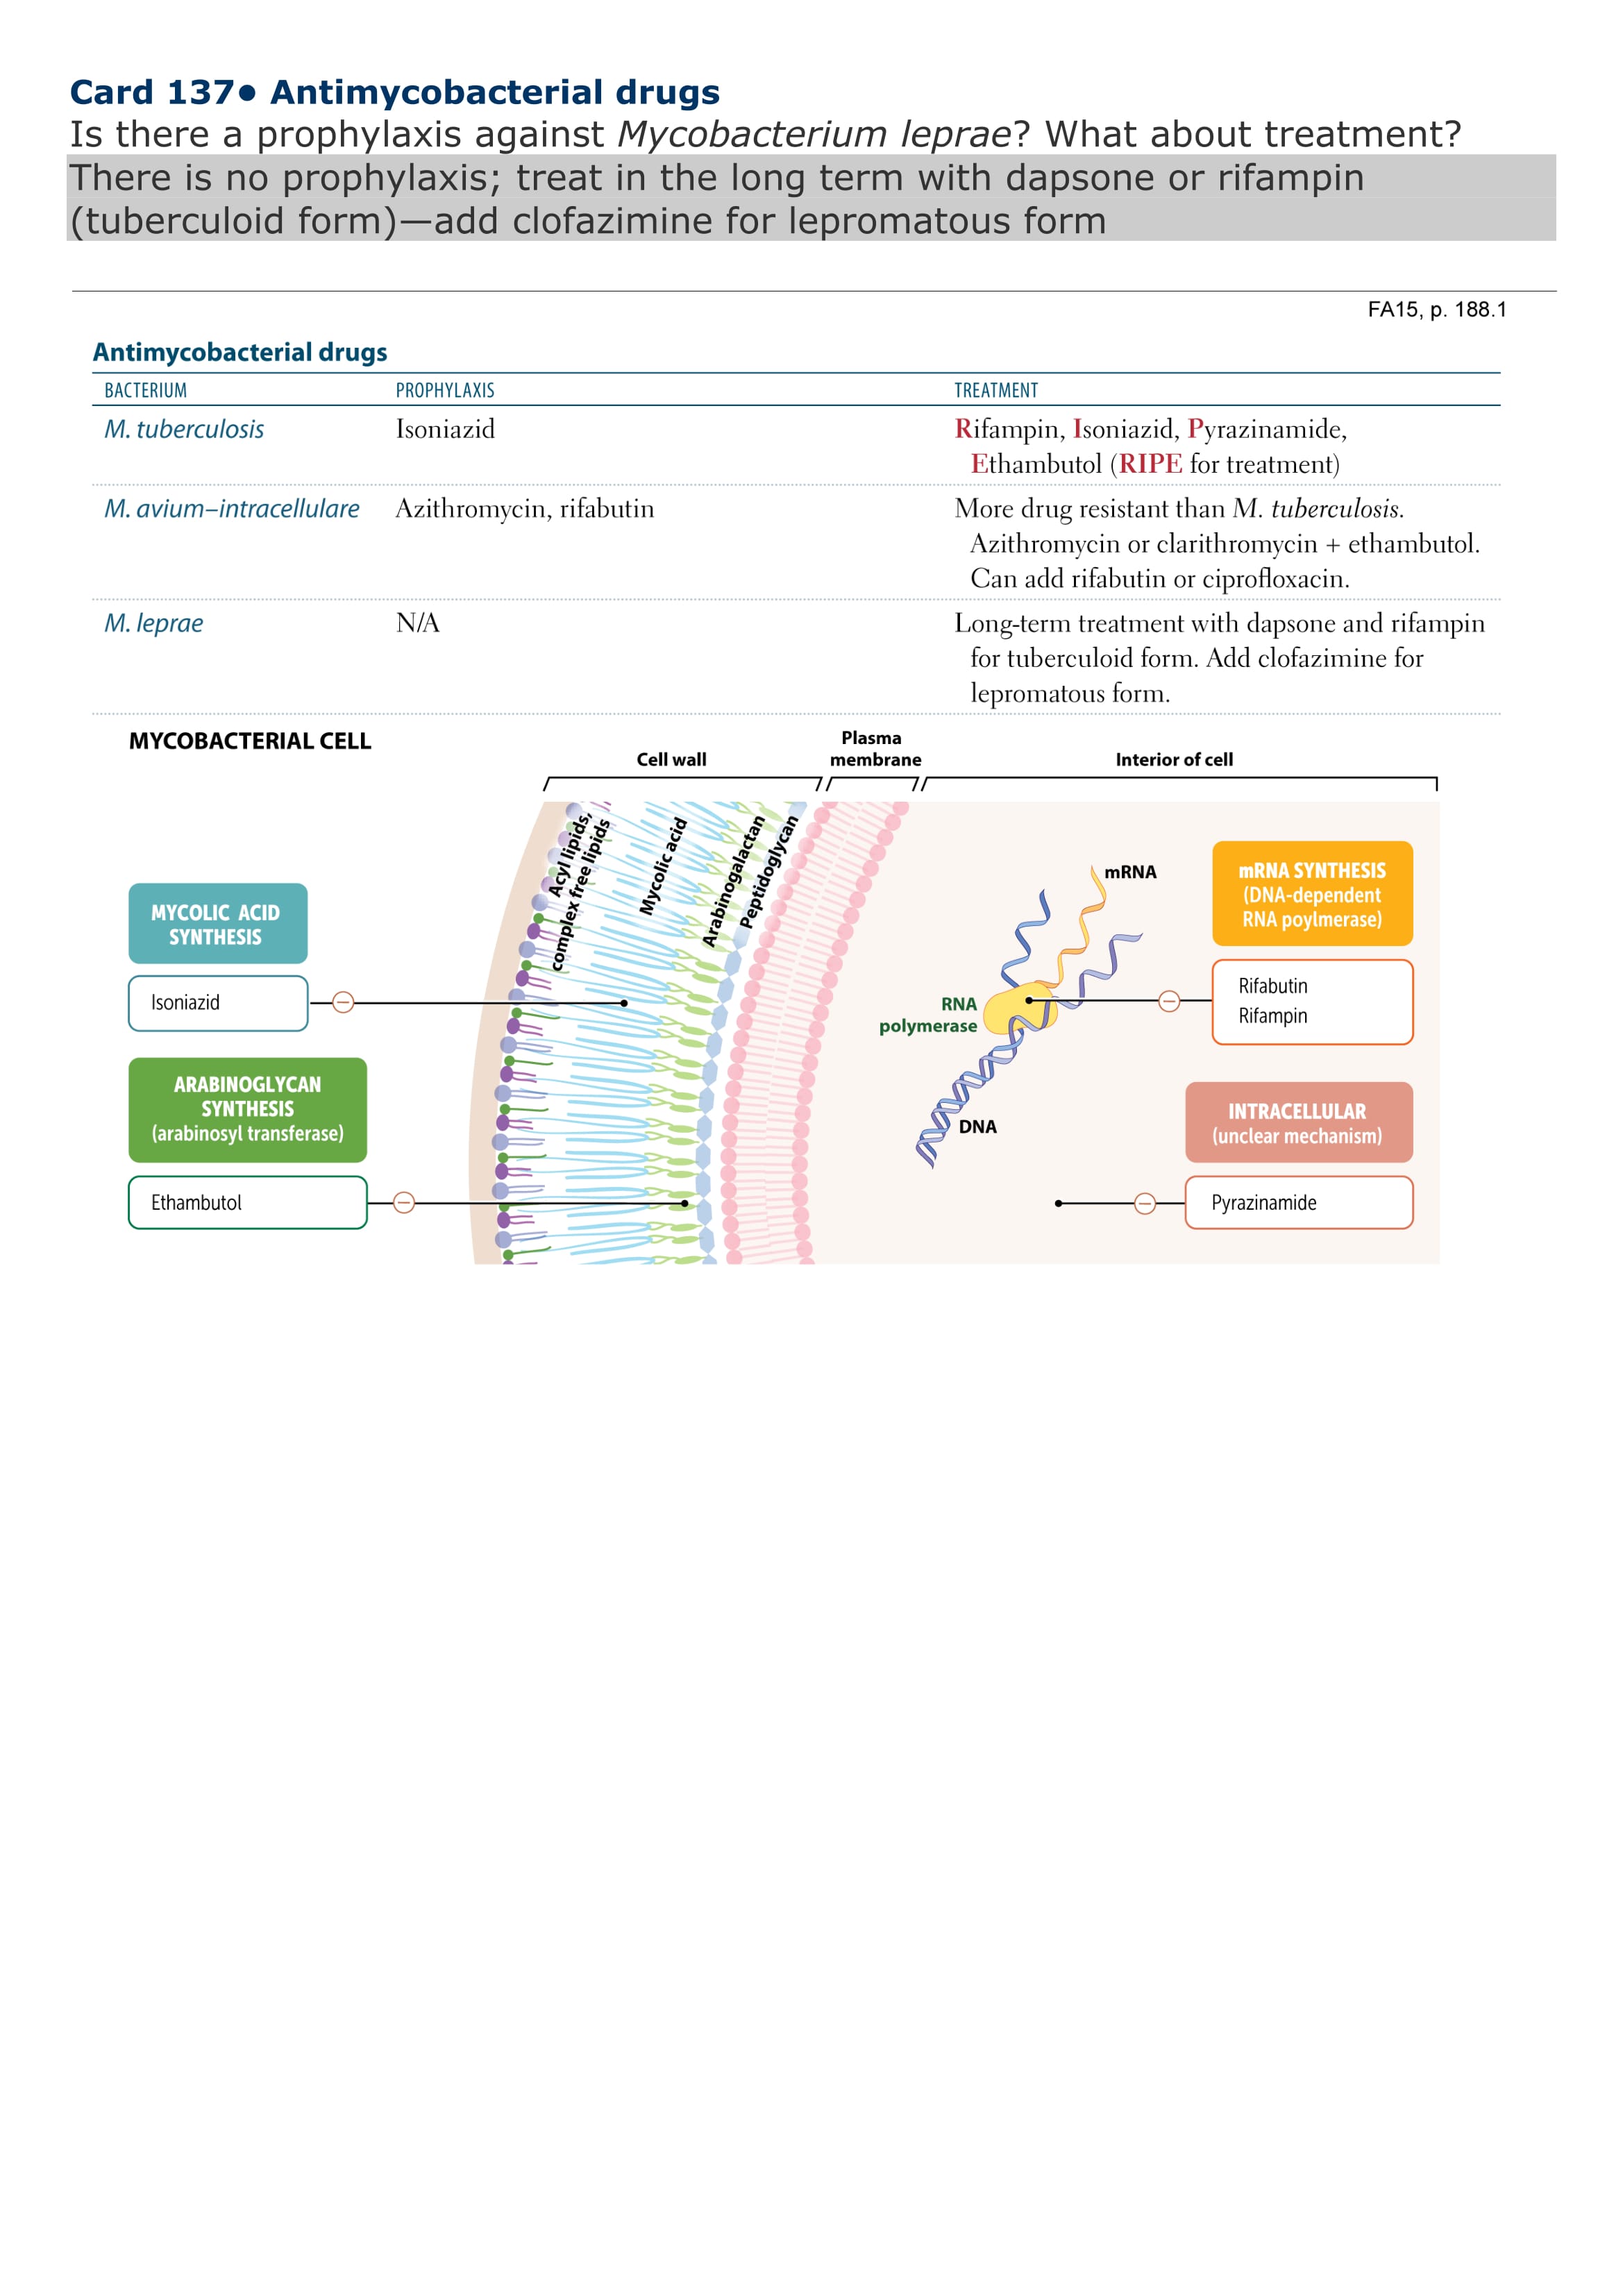 Card 137• Antimycobacterial drugs
Is there a prophylaxis against Mycobacterium leprae? What about treatment?
There is no prophylaxis; treat in the long term with dapsone or rifampin
(tuberculoid form)—add clofazimine for lepromatous form
FA15, p. 188.1
Antimycobacterial drugs
BACTERIUM PROPHYLAXIS TREATMENT
M. tuberculosis Isoniazid Rifampin, Isoniazid, Pyrazinamide,
Ethambutol (RIPE for treatment)
M. avium–intracellulare Azithromycin, rifabutin More drug resistant than M. tuberculosis.
Azithromycin or clarithromycin + ethambutol.
Can add rifabutin or ciprofloxacin.
M. leprae N/A Long-term treatment with dapsone and rifampin
for tuberculoid form. Add clofazimine for
lepromatous form.
MYCOBACTERIAL CELL
Cell wall
Plasma
membrane
Interior of cell
Acyl lipids,
complex free lipids
Mycolic acid
Arabinogalactan
Peptidoglycan
MYCOLIC ACID
SYNTHESIS
Isoniazid
ARABINOGLYCAN
SYNTHESIS
(arabinosyl transferase)
Ethambutol
mRNA
RNA
polymerase
DNA
mRNA SYNTHESIS
(DNA-dependent
RNA poylmerase)
Rifabutin
Rifampin
INTRACELLULAR
(unclear mechanism)
Pyrazinamide